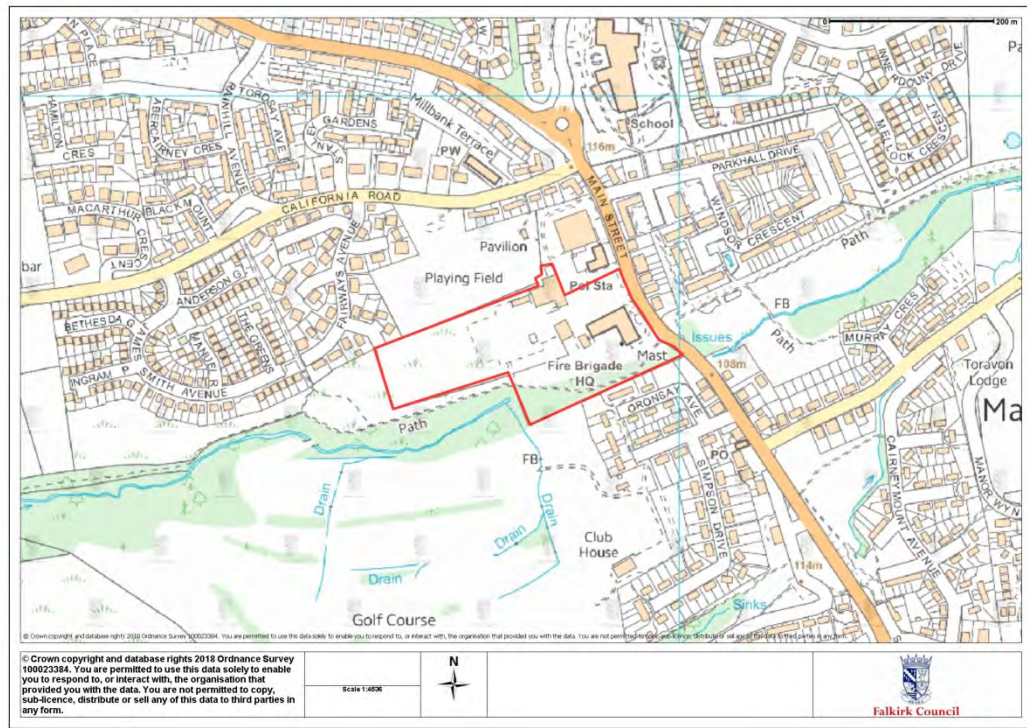 0 200 m
N PLACE
HAMILTON
CRES
ABERCAIRNEY CRES
RAINHILL
AVENUE
TOROSAY AVE
GARDENS
Millbank Terrace
PW
School
116m
INNERDOUNY DRIVE
MELLOCK CRESCENT
PARKHALL DRIVE
MACARTHUR
CRESCENT
BLACKMOUNT
CALIFORNIA ROAD
MAIN STREET
WINDSOR
CRESCENT
Path
Pavilion
Playing Field
Pol Sta
bar
ANDERSON
FAIRWAYS AVENUE
BETHESDA G
JAMES
SMITH AVENUE
MANUEL R
THE
GREENS
INGRAM P
FB
Issues
Path
MURRY CRES
Mast
Fire Brigade
HQ
108m
Toravon
Lodge
Ma
ORONSAY
AVE
Path
FB
PO
SIMPSON DRIVE
CAIRNEYMOUNT
AVENUE
MANOR WYN
Drain
Drain
Drain
Club
House
114m
Sinks
Golf Course
© Crown copyright and database rights 2018 Ordnance Survey 100023384. You are permitted to use this data solely to enable you to respond to, or interact with, the organisation that provided you with the data. You are not permitted to copy, sub-licence, distribute or sell any of this data to third parties in any form.
© Crown copyright and database rights 2018 Ordnance Survey
100023384. You are permitted to use this data solely to enable
you to respond to, or interact with, the organisation that
provided you with the data. You are not permitted to copy,
sub-licence, distribute or sell any of this data to third parties in
any form.
Scale 1:4536
N
Falkirk Council